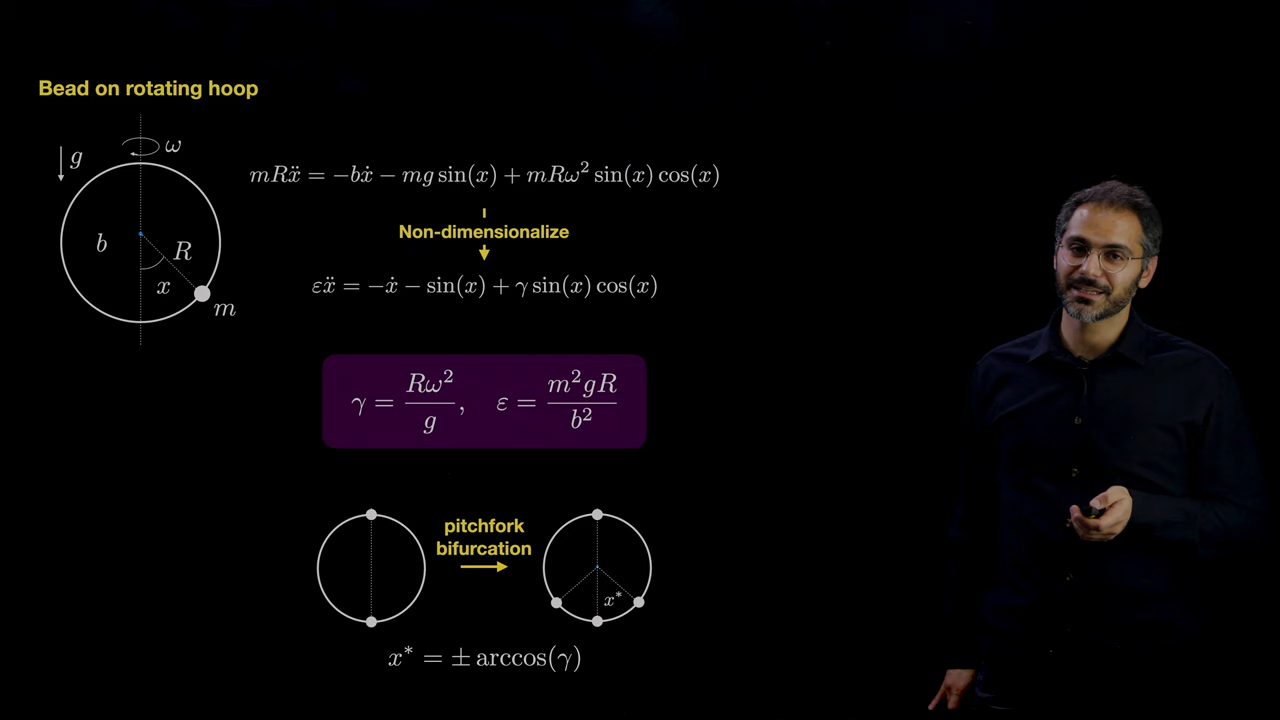 Bead on rotating hoop
g
ω
b
R
x
m
mRẍ = −bẋ − mg sin(x) + mRω² sin(x) cos(x)
Non-dimensionalize
εẍ = −ẋ − sin(x) + γ sin(x) cos(x)
γ = Rω²/g, ε = m²gR/b²
pitchfork
bifurcation
x*
x* = ± arccos(γ)